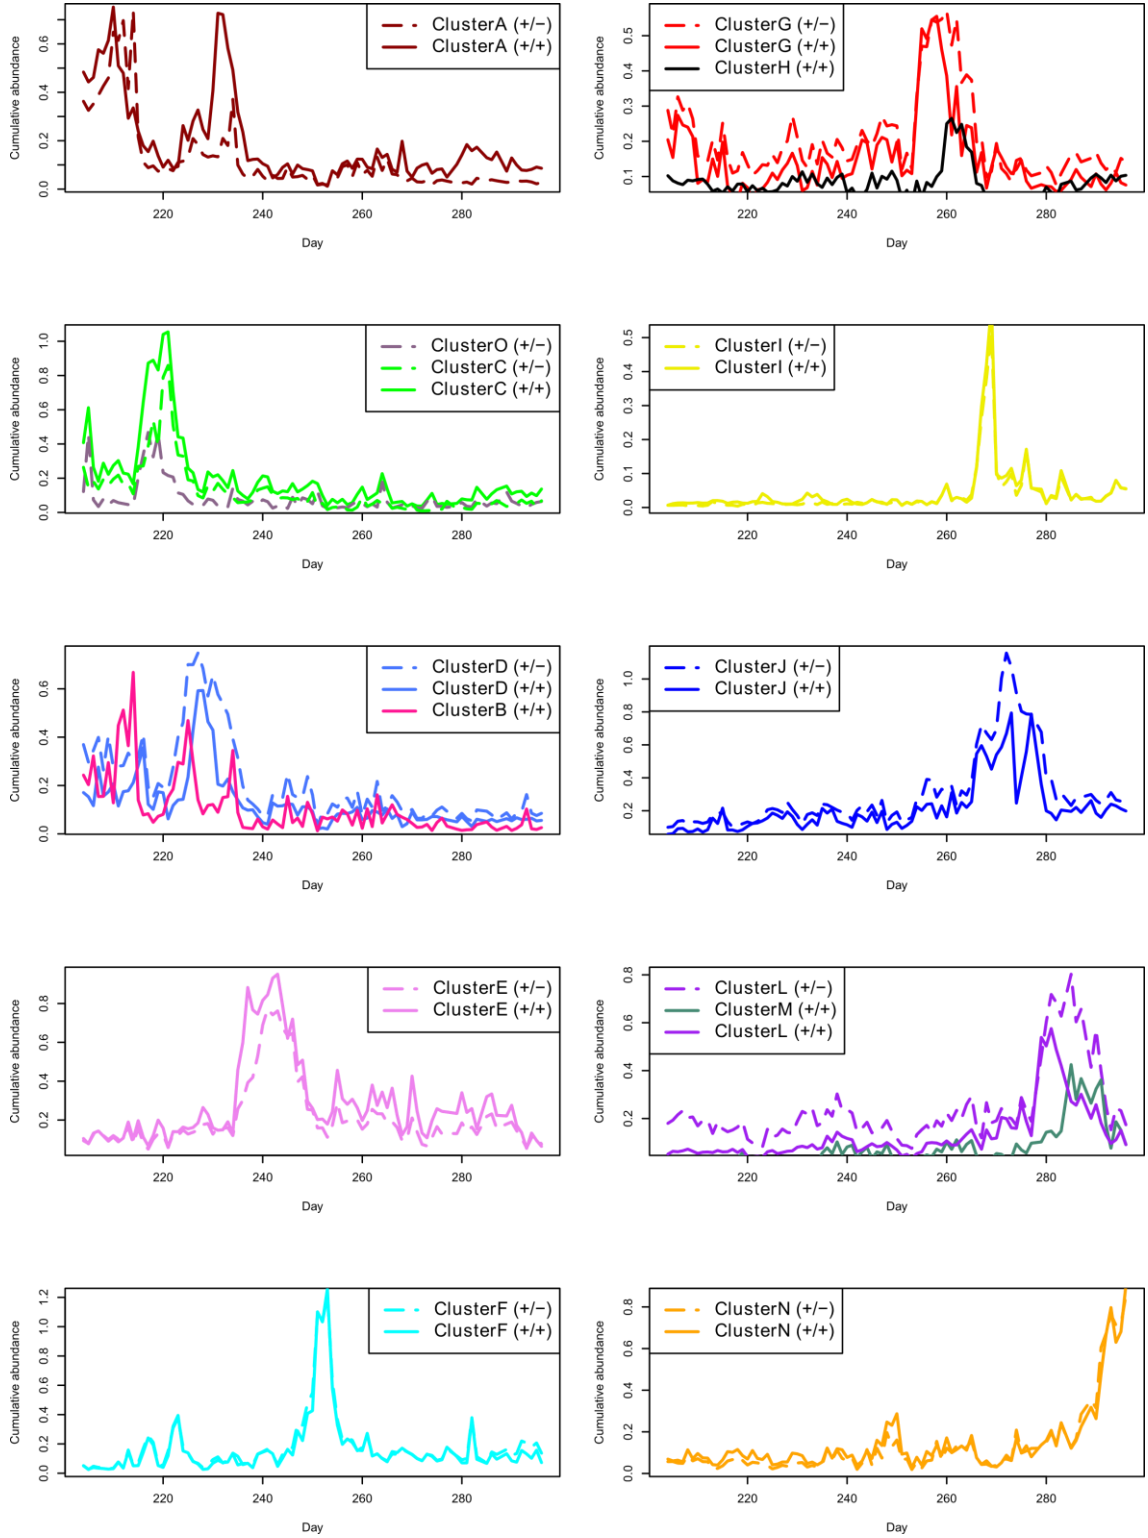 Cumulative abundance
0.0 0.2 0.4 0.6
ClusterA (+/−)
ClusterA (+/+)
220 240 260 280
Day
Cumulative abundance
0.1 0.2 0.3 0.4 0.5
ClusterG (+/−)
ClusterG (+/+)
ClusterH (+/+)
220 240 260 280
Day
Cumulative abundance
0.0 0.2 0.4 0.6 0.8 1.0
ClusterO (+/−)
ClusterC (+/−)
ClusterC (+/+)
220 240 260 280
Day
Cumulative abundance
0.0 0.1 0.2 0.3 0.4 0.5
ClusterI (+/−)
ClusterI (+/+)
220 240 260 280
Day
Cumulative abundance
0.0 0.2 0.4 0.6
ClusterD (+/−)
ClusterD (+/+)
ClusterB (+/+)
220 240 260 280
Day
Cumulative abundance
0.2 0.4 0.6 0.8 1.0
ClusterJ (+/−)
ClusterJ (+/+)
220 240 260 280
Day
Cumulative abundance
0.2 0.4 0.6 0.8
ClusterE (+/−)
ClusterE (+/+)
220 240 260 280
Day
Cumulative abundance
0.2 0.4 0.6 0.8
ClusterL (+/−)
ClusterM (+/+)
ClusterL (+/+)
220 240 260 280
Day
Cumulative abundance
0.0 0.2 0.4 0.6 0.8 1.0 1.2
ClusterF (+/−)
ClusterF (+/+)
220 240 260 280
Day
Cumulative abundance
0.0 0.2 0.4 0.6 0.8
ClusterN (+/−)
ClusterN (+/+)
220 240 260 280
Day